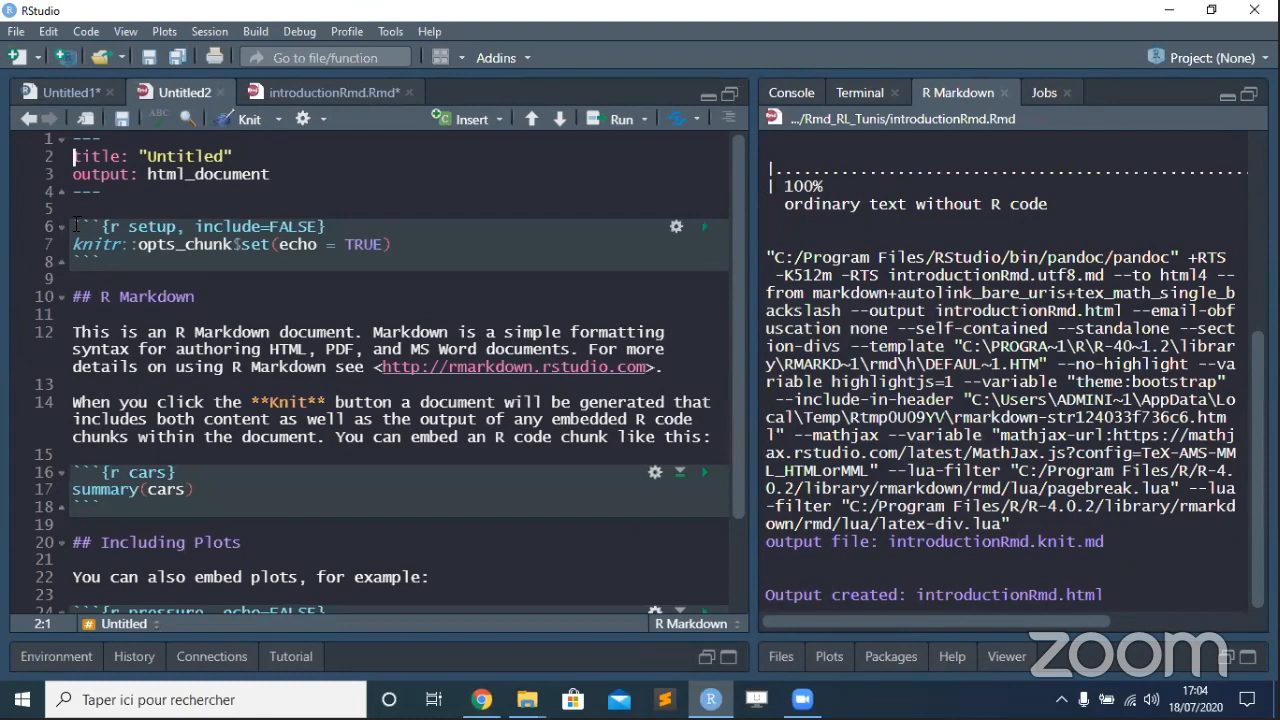 RStudio
File Edit Code View Plots Session Build Debug Profile Tools Help
Go to file/function
Addins
Project: (None)
Untitled1*
Untitled2
introductionRmd.Rmd*
ABC
Knit
Insert
Run
1 ---
2 title: "Untitled"
3 output: html_document
4 ---
5
6 ```{r setup, include=FALSE}
7 knitr::opts_chunk$set(echo = TRUE)
8 ```
9
10 ## R Markdown
11
12 This is an R Markdown document. Markdown is a simple formatting
syntax for authoring HTML, PDF, and MS Word documents. For more
details on using R Markdown see <http://rmarkdown.rstudio.com>.
13
14 When you click the **Knit** button a document will be generated that
includes both content as well as the output of any embedded R code
chunks within the document. You can embed an R code chunk like this:
15
16 ```{r cars}
17 summary(cars)
18 ```
19
20 ## Including Plots
21
22 You can also embed plots, for example:
23
24 ```{r pressure, echo=FALSE}
2:1
Untitled
R Markdown
Environment History Connections Tutorial
Console Terminal R Markdown Jobs
.../Rmd_RL_Tunis/introductionRmd.Rmd
|..................................................
| 100%
ordinary text without R code
"C:/Program Files/RStudio/bin/pandoc/pandoc" +RTS
-K512m -RTS introductionRmd.utf8.md --to html4 --
from markdown+autolink_bare_uris+tex_math_single_b
ackslash --output introductionRmd.html --email-obf
uscation none --self-contained --standalone --sect
ion-divs --template "C:\PROGRA~1\R\R-40~1.2\librar
y\RMARKD~1\rmd\h\DEFAUL~1.HTM" --no-highlight --va
riable highlightjs=1 --variable "theme:bootstrap"
--include-in-header "C:\Users\ADMINI~1\AppData\Lo
cal\Temp\Rtmp0U09YV\rmarkdown-str124033f736c6.htm
l" --mathjax --variable "mathjax-url:https://mathj
ax.rstudio.com/latest/MathJax.js?config=TeX-AMS-MM
L_HTMLorMML" --lua-filter "C:/Program Files/R/R-4.
0.2/library/rmarkdown/rmd/lua/pagebreak.lua" --lua
-filter "C:/Program Files/R/R-4.0.2/library/rmarkd
own/rmd/lua/latex-div.lua"
output file: introductionRmd.knit.md
Output created: introductionRmd.html
Files Plots Packages Help Viewer
zoom
Taper ici pour rechercher
17:04
18/07/2020